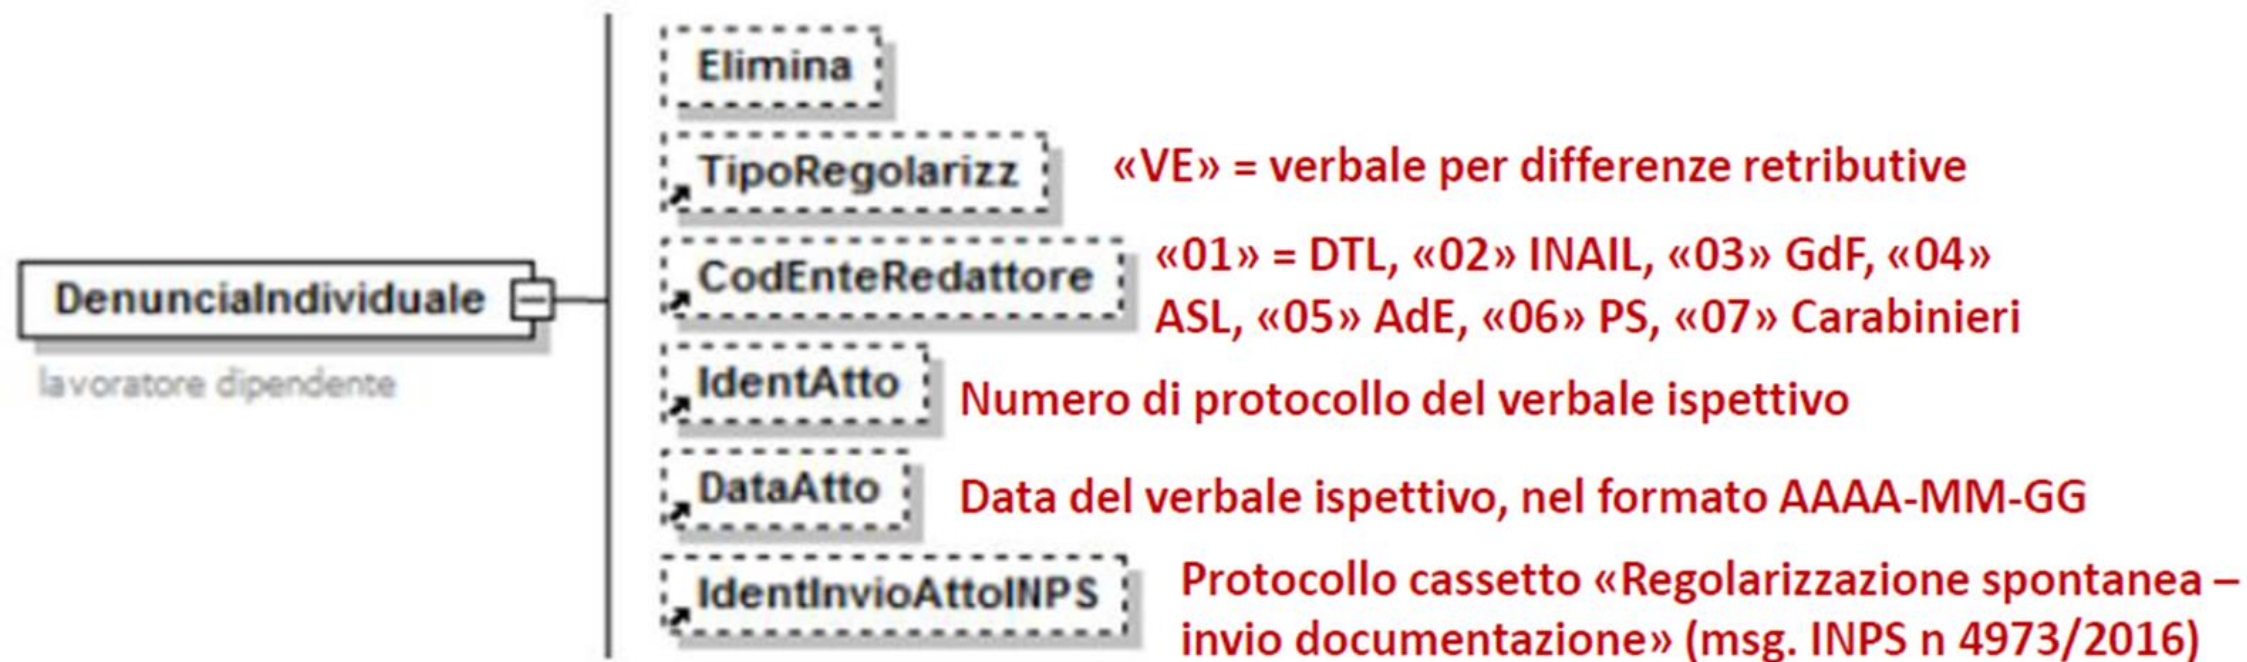 Elimina
TipoRegolarizz
«VE» = verbale per differenze retributive
CodEnteRedattore
«01» = DTL, «02» INAIL, «03» GdF, «04»
ASL, «05» AdE, «06» PS, «07» Carabinieri
DenunciaIndividuale
lavoratore dipendente
IdentAtto
Numero di protocollo del verbale ispettivo
DataAtto
Data del verbale ispettivo, nel formato AAAA-MM-GG
IdentInvioAttoINPS
Protocollo cassetto «Regolarizzazione spontanea –
invio documentazione» (msg. INPS n 4973/2016)